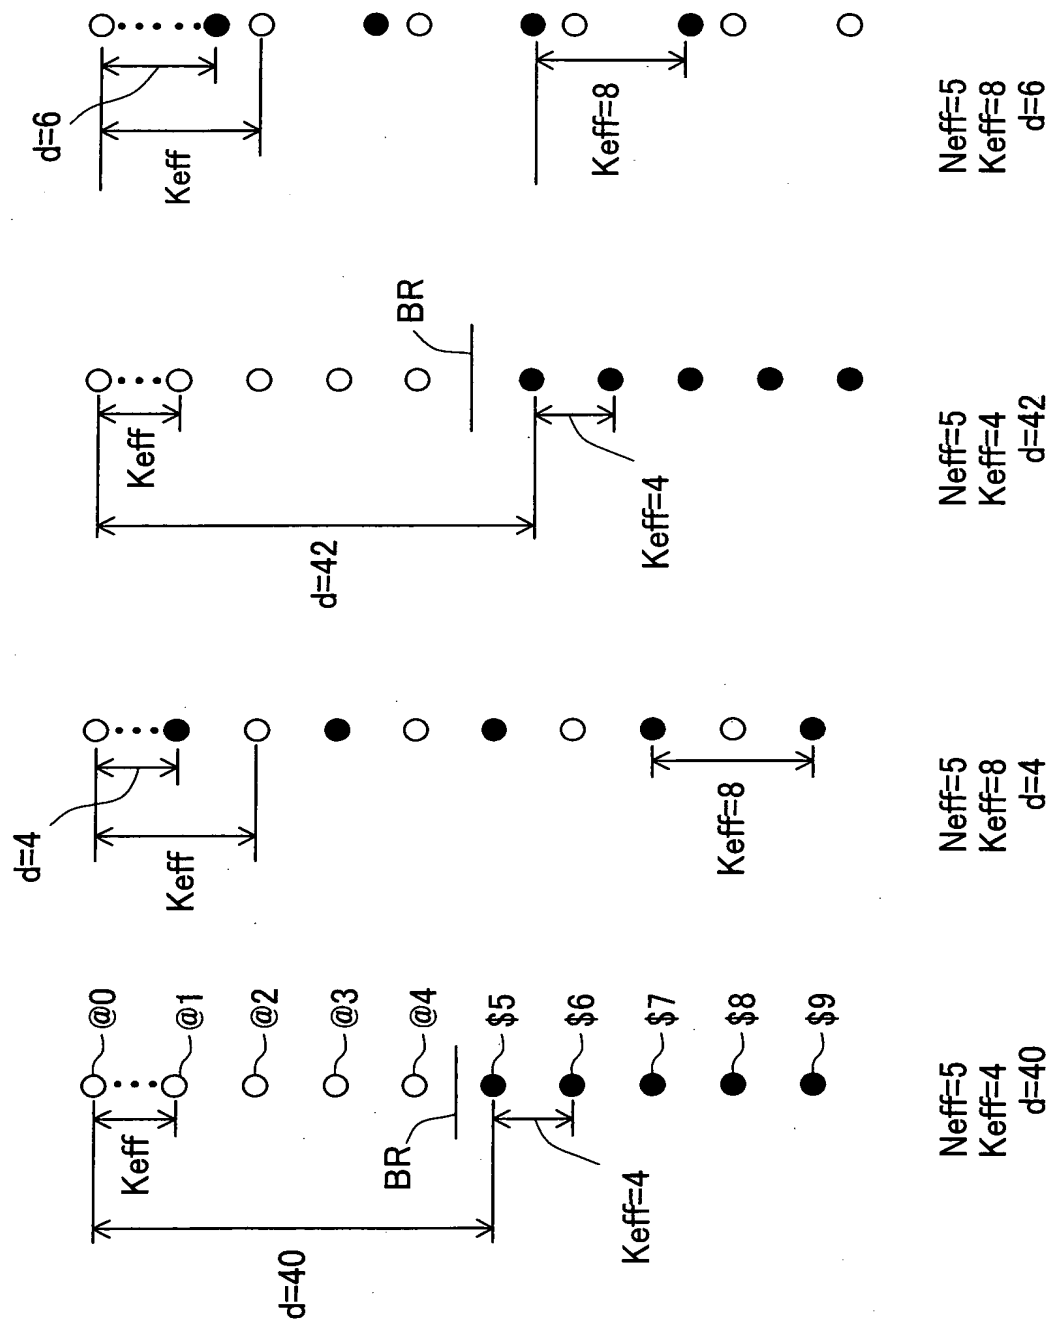 d=40
Keff
BR
Keff=4
@0
@1
@2
@3
@4
$5
$6
$7
$8
$9
Neff=5
Keff=4
d=40
d=4
Keff
Keff=8
Neff=5
Keff=8
d=4
d=42
Keff
BR
Keff=4
Neff=5
Keff=4
d=42
d=6
Keff
Keff=8
Neff=5
Keff=8
d=6